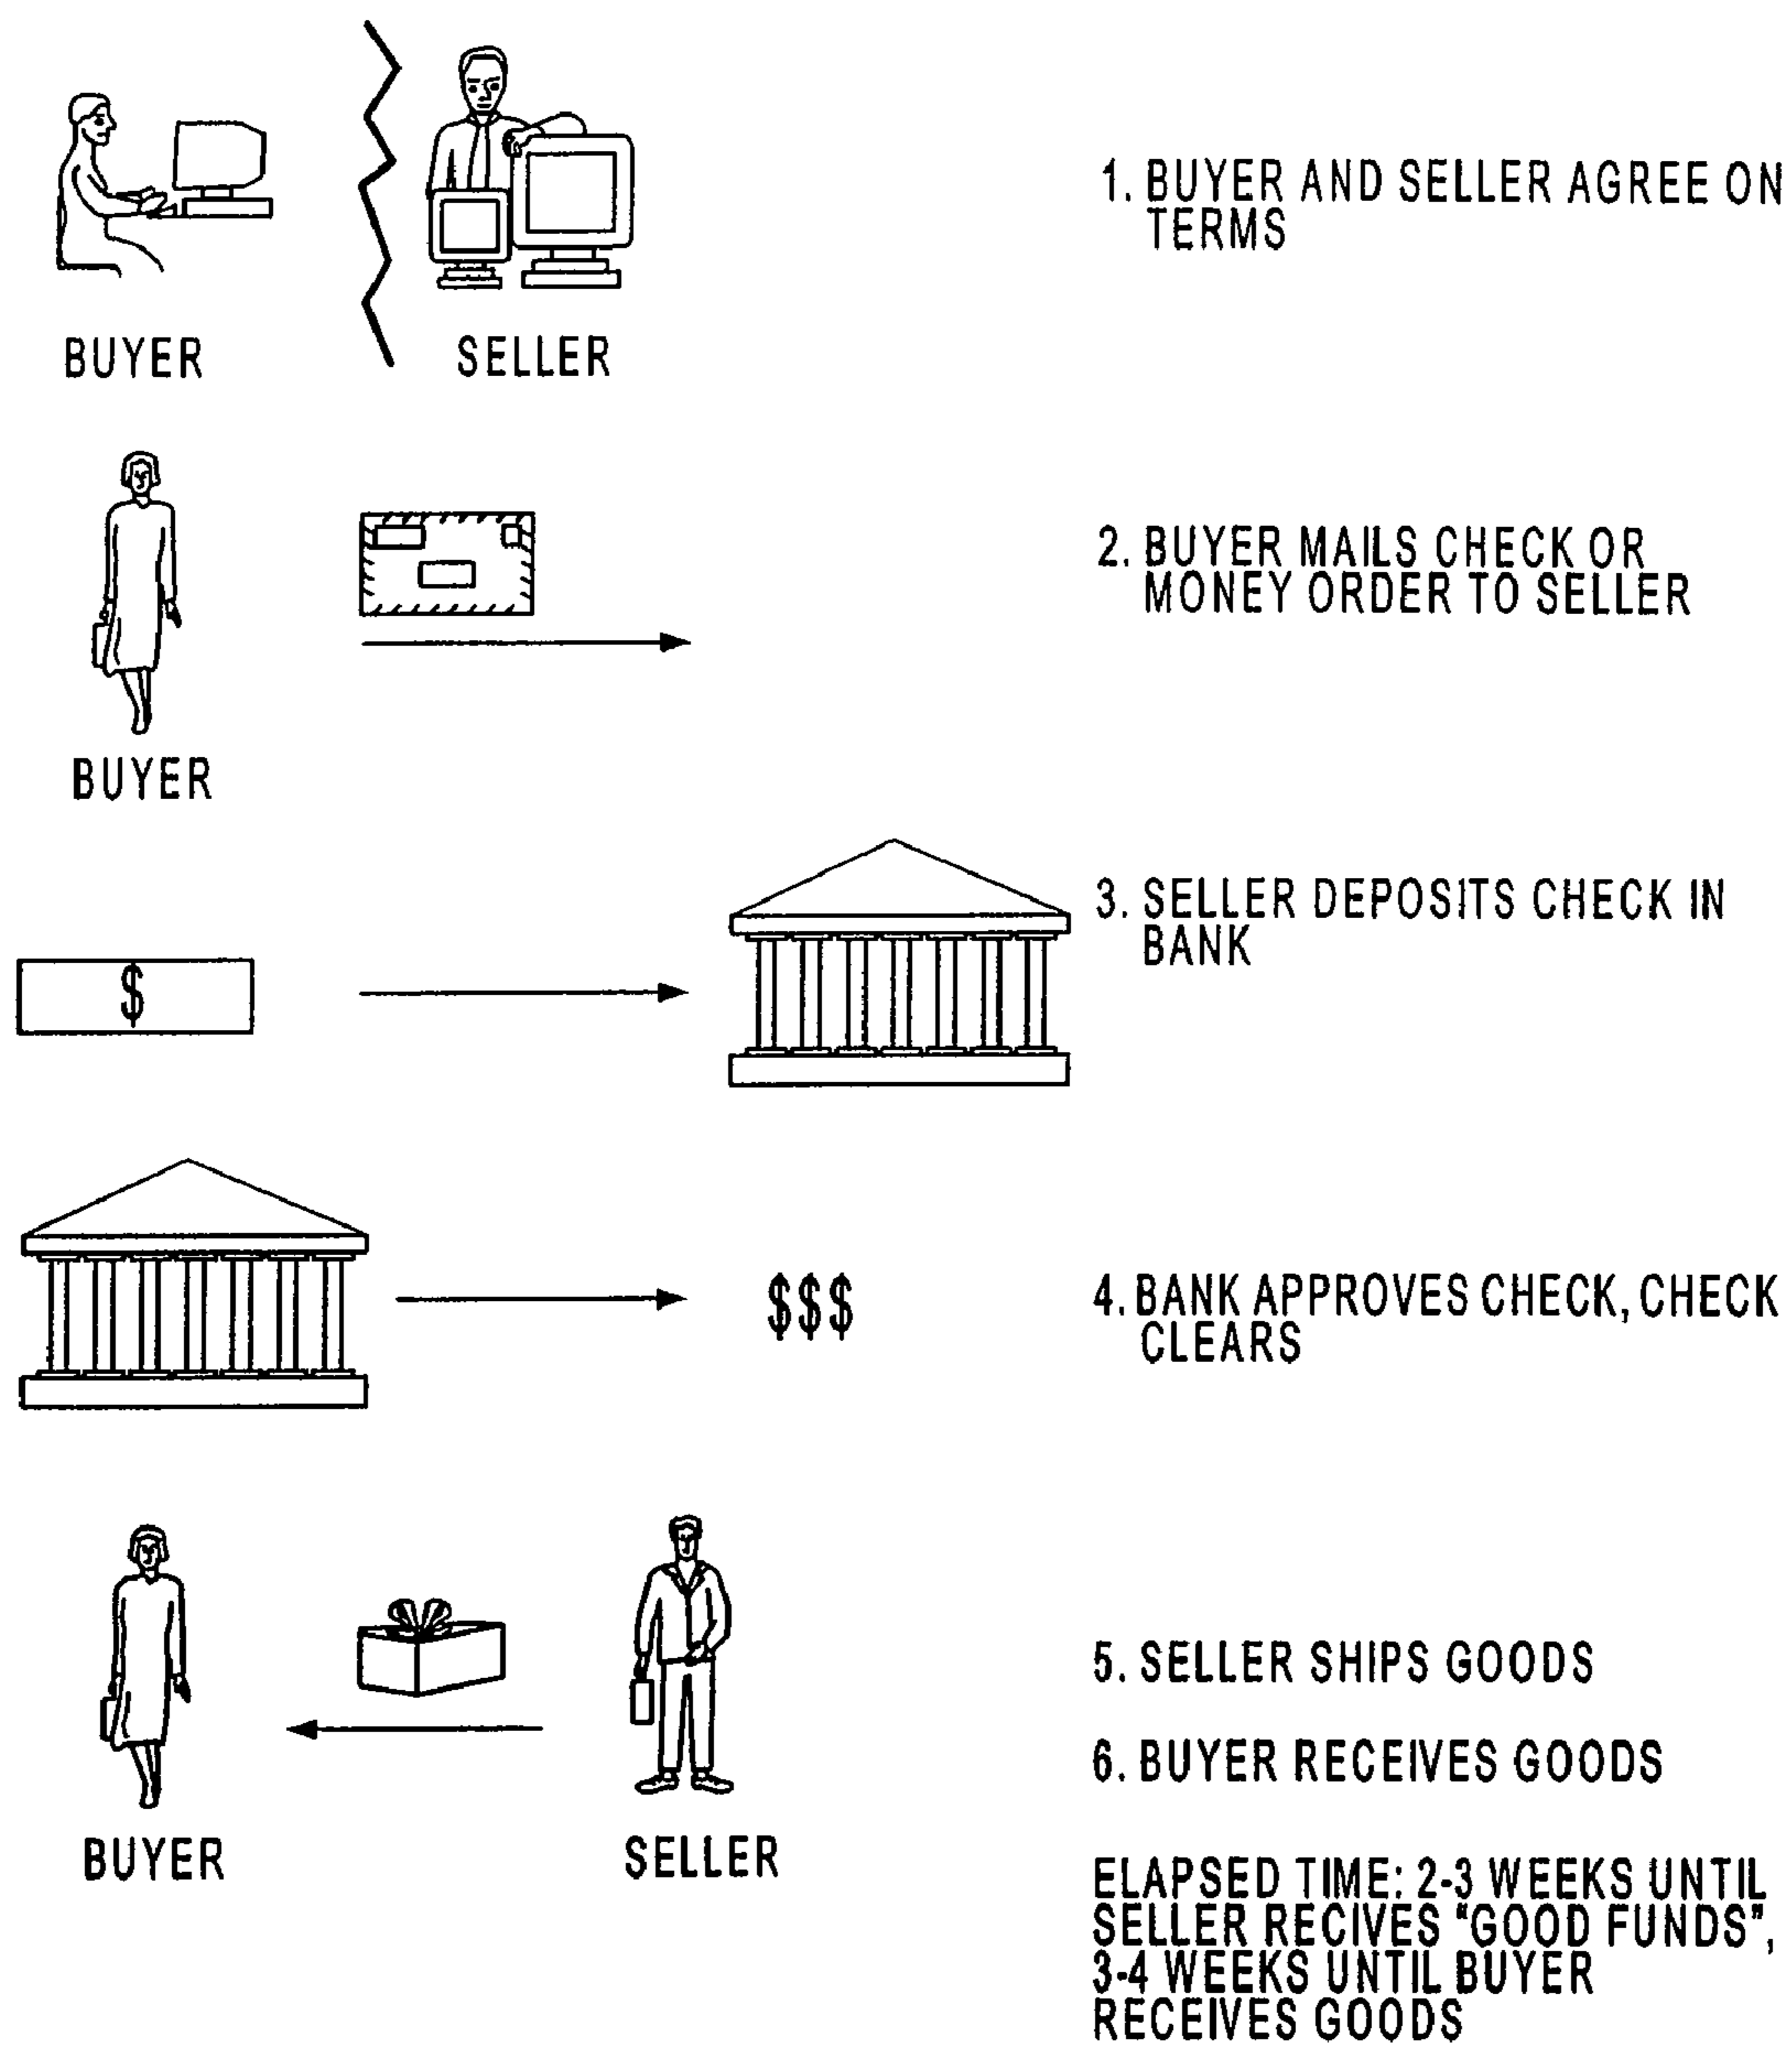 1. BUYER AND SELLER AGREE ON
TERMS
BUYER
SELLER
2. BUYER MAILS CHECK OR
MONEY ORDER TO SELLER
BUYER
3. SELLER DEPOSITS CHECK IN
BANK
$
$$$
4. BANK APPROVES CHECK, CHECK
CLEARS
5. SELLER SHIPS GOODS
6. BUYER RECEIVES GOODS
BUYER
SELLER
ELAPSED TIME: 2-3 WEEKS UNTIL
SELLER RECIVES "GOOD FUNDS",
3-4 WEEKS UNTIL BUYER
RECEIVES GOODS